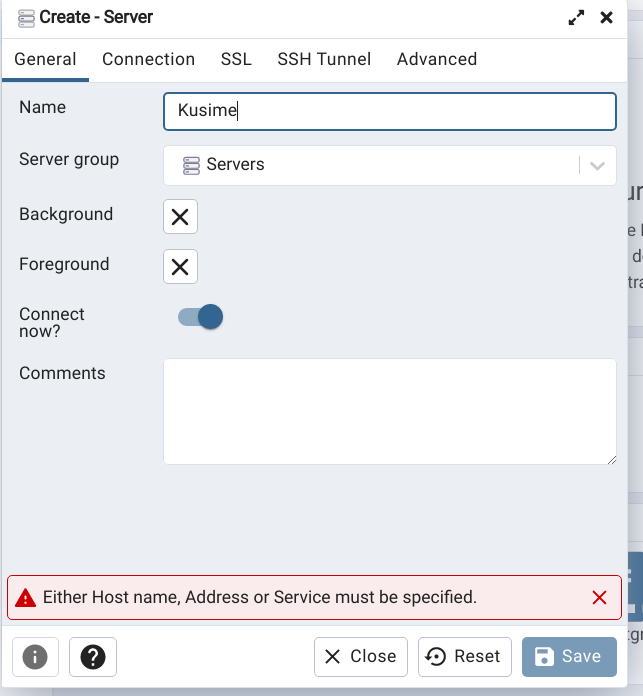 Create - Server
General Connection SSL SSH Tunnel Advanced
Name Kusime
Server group Servers
Background
Foreground
Connect
now?
Comments
Either Host name, Address or Service must be specified.
Close Reset Save